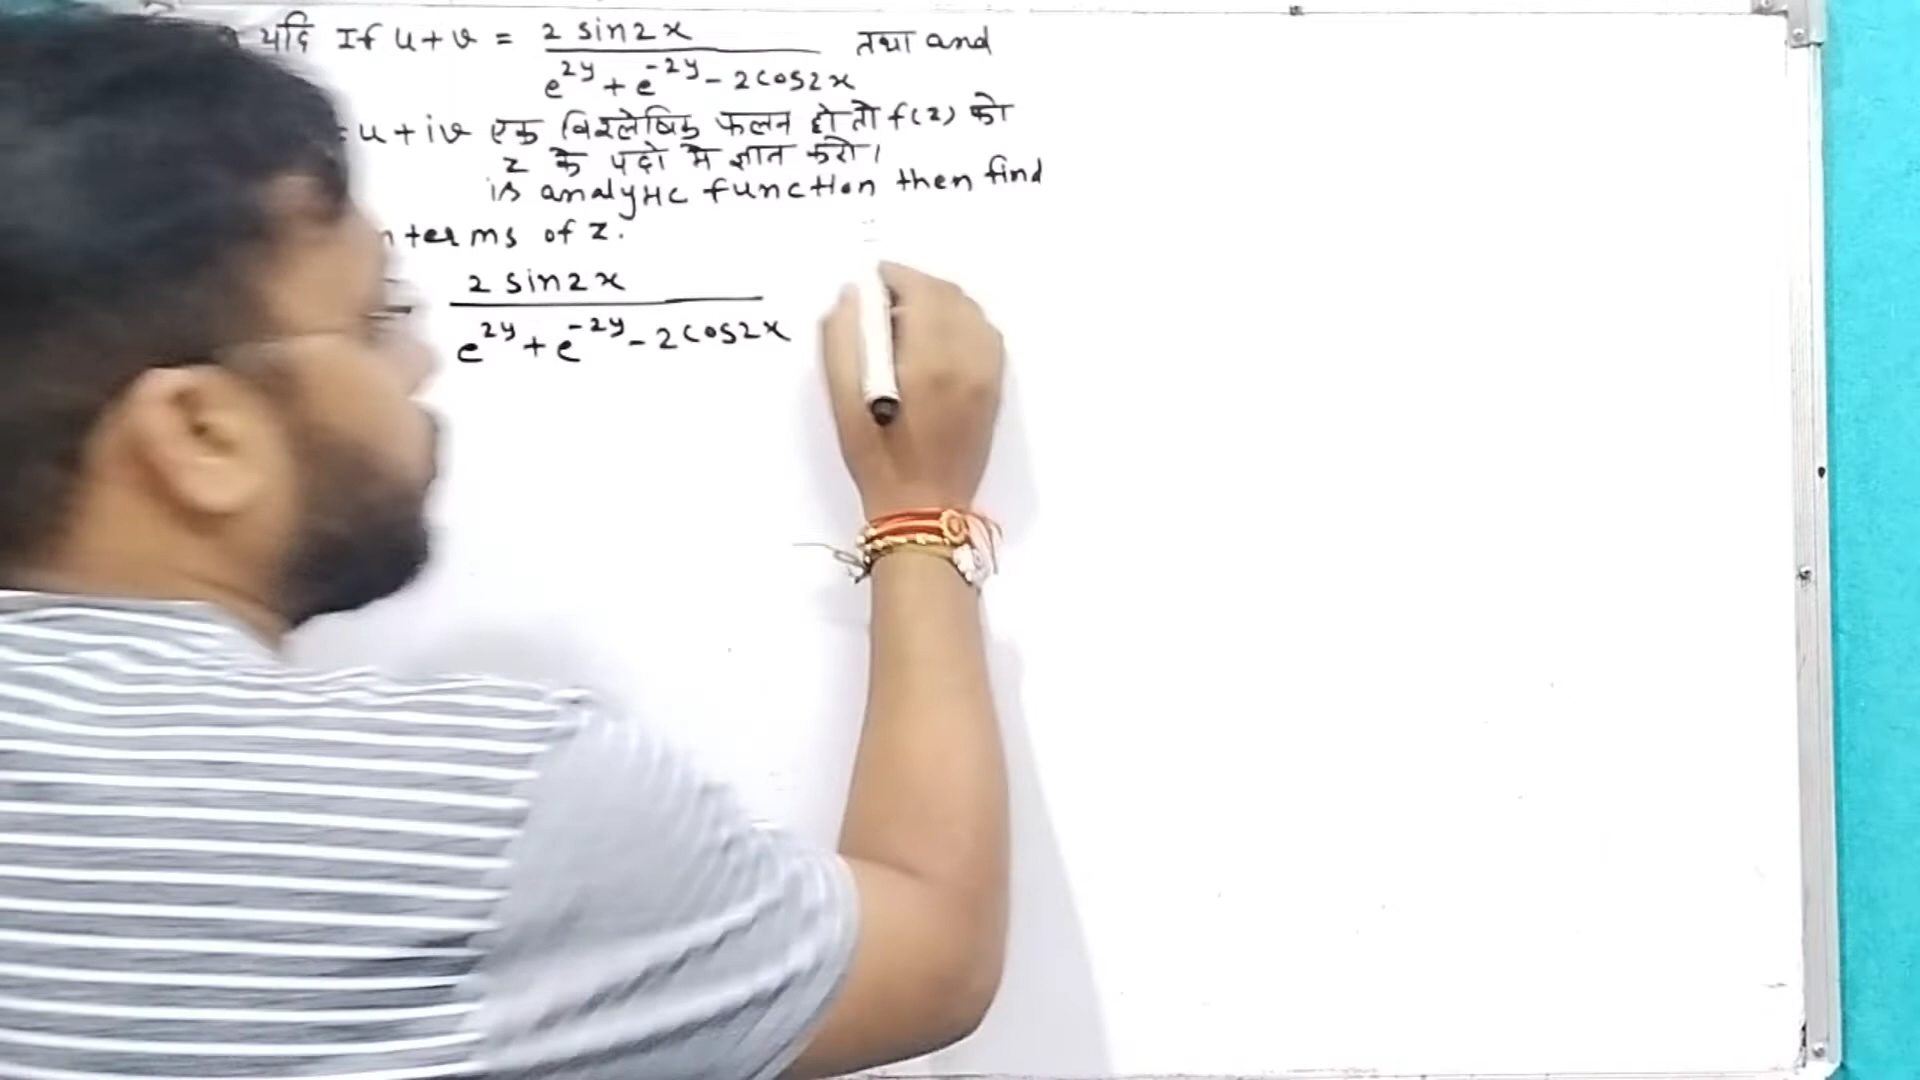 यदि If u+v = 2 sin2x / e^2y + e^-2y - 2cos2x तथा and
= u+iv एक विश्लेषिक फलन हो तो f(z) को
z के पदो मे ज्ञात करो।
is analytic function then find
terms of z.
2 sin2x / e^2y + e^-2y - 2cos2x